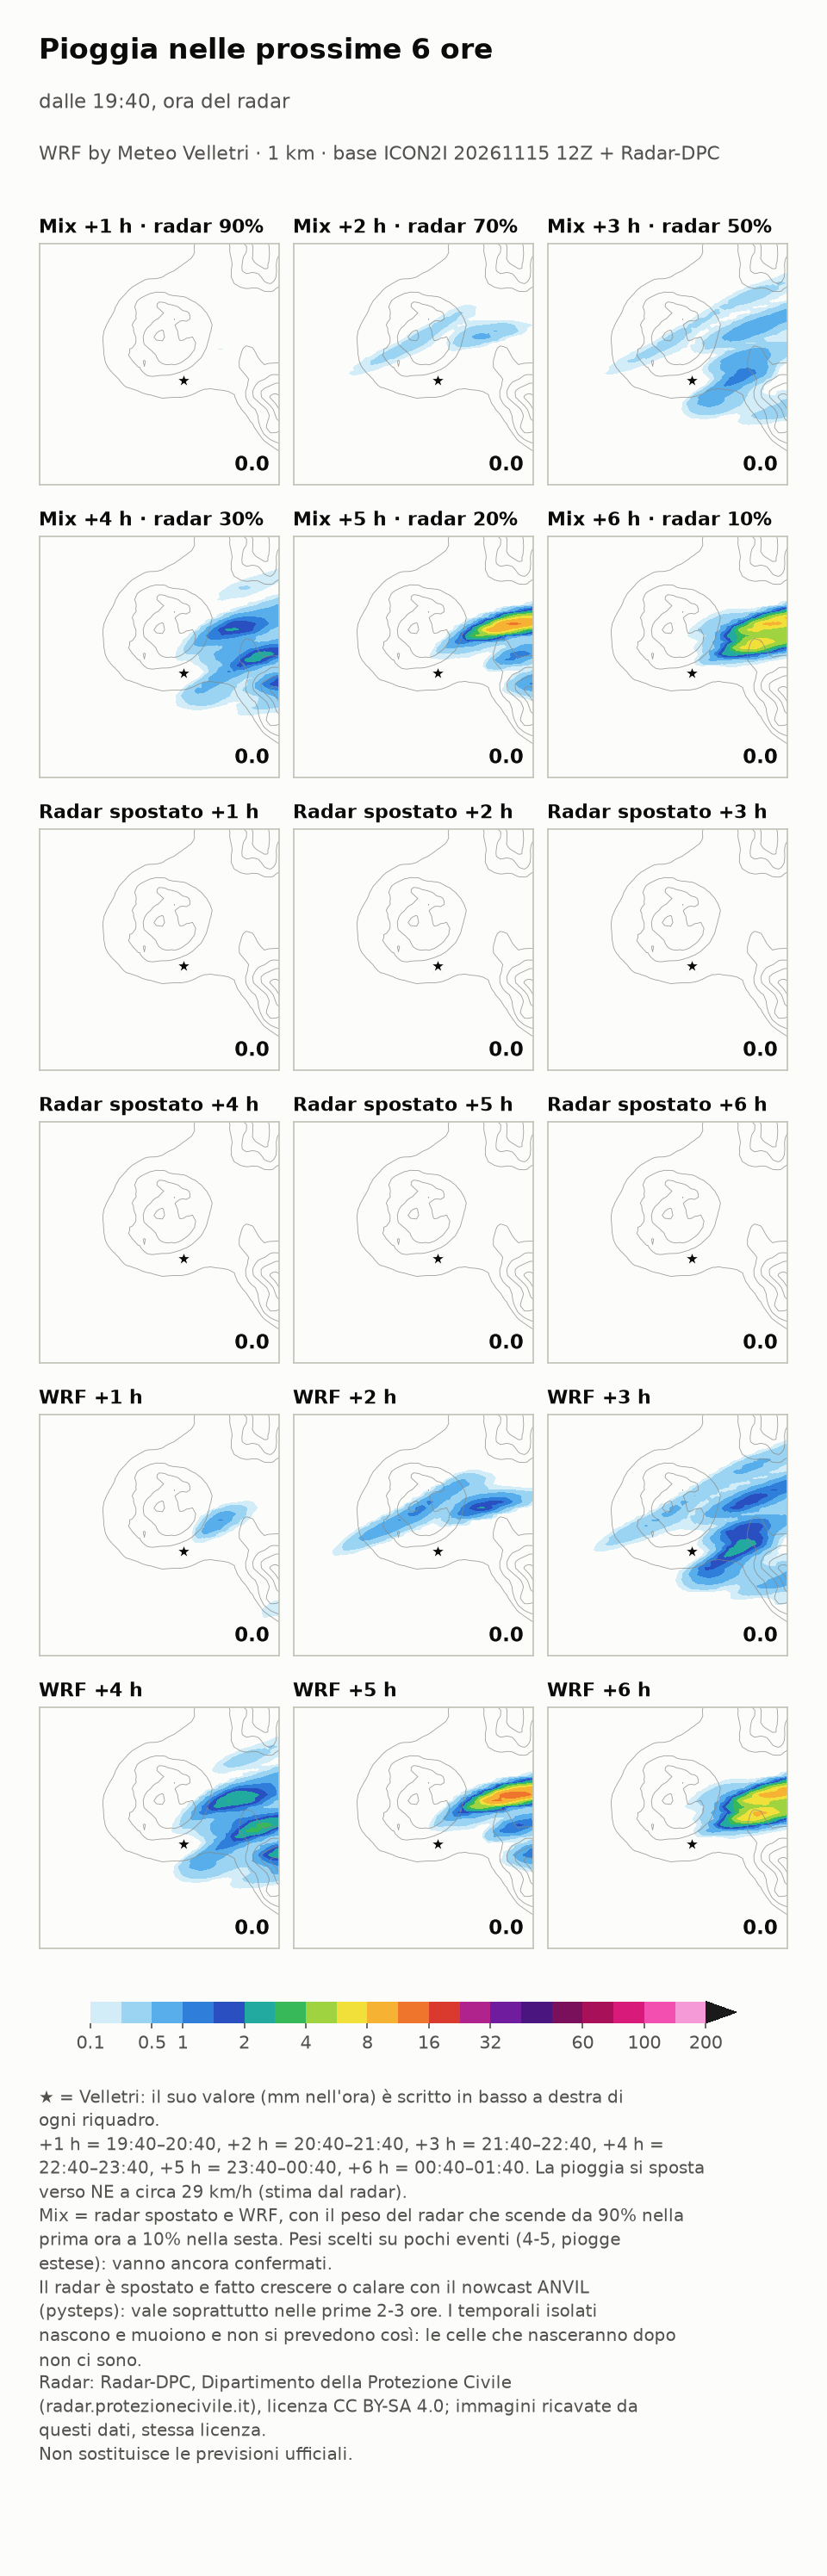 Pioggia nelle prossime 6 ore
dalle 19:40, ora del radar
WRF by Meteo Velletri · 1 km · base ICON2I 20261115 12Z + Radar-DPC
Mix +1 h · radar 90%
Mix +2 h · radar 70%
Mix +3 h · radar 50%
0.0
0.0
0.0
Mix +4 h · radar 30%
Mix +5 h · radar 20%
Mix +6 h · radar 10%
0.0
0.0
0.0
Radar spostato +1 h
Radar spostato +2 h
Radar spostato +3 h
0.0
0.0
0.0
Radar spostato +4 h
Radar spostato +5 h
Radar spostato +6 h
0.0
0.0
0.0
WRF +1 h
WRF +2 h
WRF +3 h
0.0
0.0
0.0
WRF +4 h
WRF +5 h
WRF +6 h
0.0
0.0
0.0
0.1 0.5 1 2 4 8 16 32 60 100 200
★ = Velletri: il suo valore (mm nell'ora) è scritto in basso a destra di
ogni riquadro.
+1 h = 19:40–20:40, +2 h = 20:40–21:40, +3 h = 21:40–22:40, +4 h =
22:40–23:40, +5 h = 23:40–00:40, +6 h = 00:40–01:40. La pioggia si sposta
verso NE a circa 29 km/h (stima dal radar).
Mix = radar spostato e WRF, con il peso del radar che scende da 90% nella
prima ora a 10% nella sesta. Pesi scelti su pochi eventi (4-5, piogge
estese): vanno ancora confermati.
Il radar è spostato e fatto crescere o calare con il nowcast ANVIL
(pysteps): vale soprattutto nelle prime 2-3 ore. I temporali isolati
nascono e muoiono e non si prevedono così: le celle che nasceranno dopo
non ci sono.
Radar: Radar-DPC, Dipartimento della Protezione Civile
(radar.protezionecivile.it), licenza CC BY-SA 4.0; immagini ricavate da
questi dati, stessa licenza.
Non sostituisce le previsioni ufficiali.